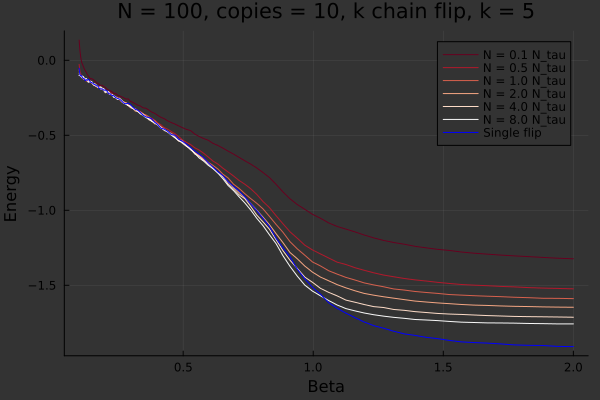 N = 100, copies = 10, k chain flip, k = 5
N = 0.1 N_tau
N = 0.5 N_tau
N = 1.0 N_tau
N = 2.0 N_tau
N = 4.0 N_tau
N = 8.0 N_tau
Single flip
Energy
0.0
−0.5
−1.0
−1.5
0.5
1.0
1.5
2.0
Beta